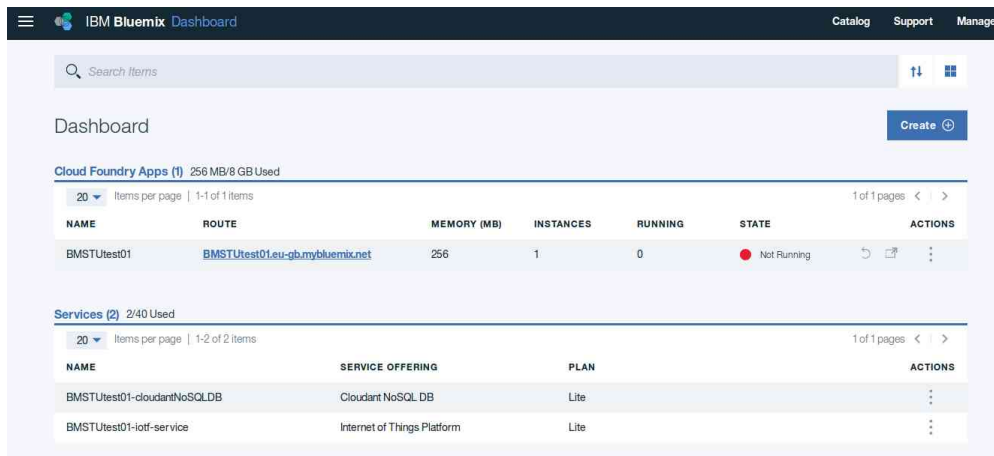 IBM Bluemix Dashboard Catalog Support Manage
Search Items
Dashboard
Create
Cloud Foundry Apps (1) 256 MB/8 GB Used
20 Items per page | 1-1 of 1 items 1 of 1 pages
NAME ROUTE MEMORY (MB) INSTANCES RUNNING STATE ACTIONS
BMSTUtest01 BMSTUtest01.eu-gb.mybluemix.net 256 1 0 Not Running
Services (2) 2/40 Used
20 Items per page | 1-2 of 2 items 1 of 1 pages
NAME SERVICE OFFERING PLAN ACTIONS
BMSTUtest01-cloudantNoSQLDB Cloudant NoSQL DB Lite
BMSTUtest01-iotf-service Internet of Things Platform Lite